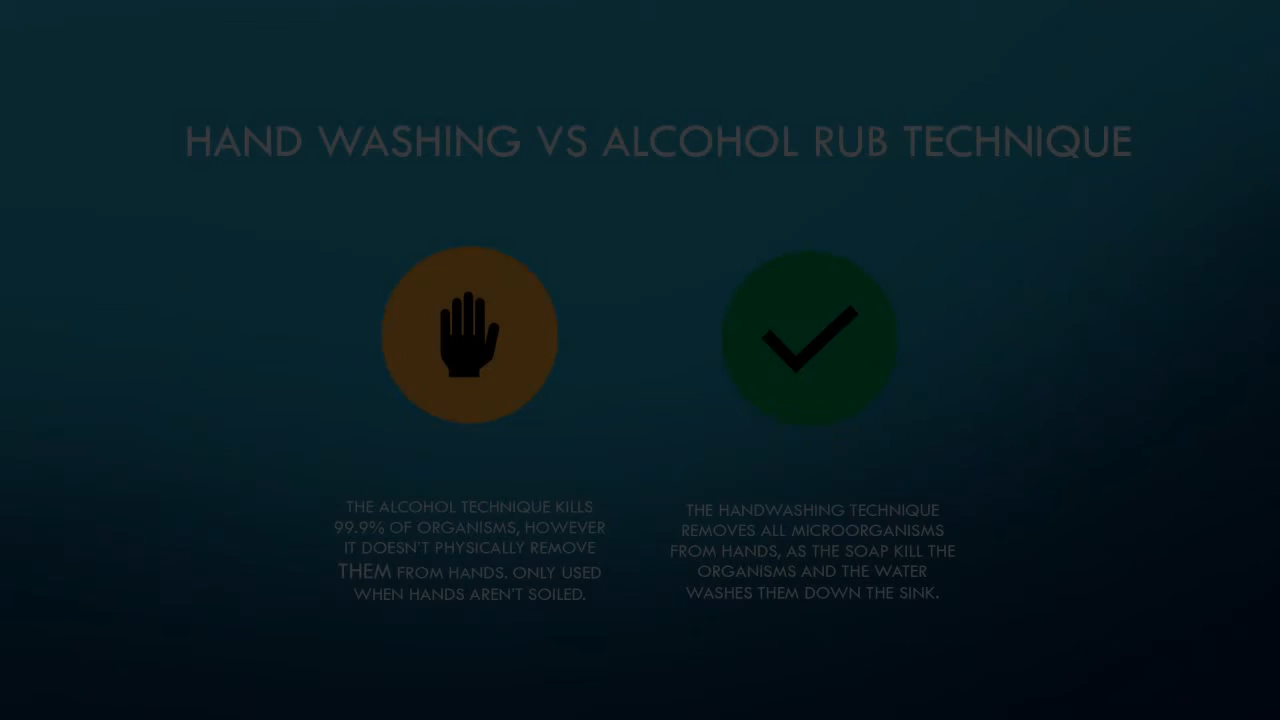 HAND WASHING VS ALCOHOL RUB TECHNIQUE
THE ALCOHOL TECHNIQUE KILLS
99.9% OF ORGANISMS, HOWEVER
IT DOESN'T PHYSICALLY REMOVE
THEM FROM HANDS. ONLY USED
WHEN HANDS AREN'T SOILED.
THE HANDWASHING TECHNIQUE
REMOVES ALL MICROORGANISMS
FROM HANDS, AS THE SOAP KILL THE
ORGANISMS AND THE WATER
WASHES THEM DOWN THE SINK.